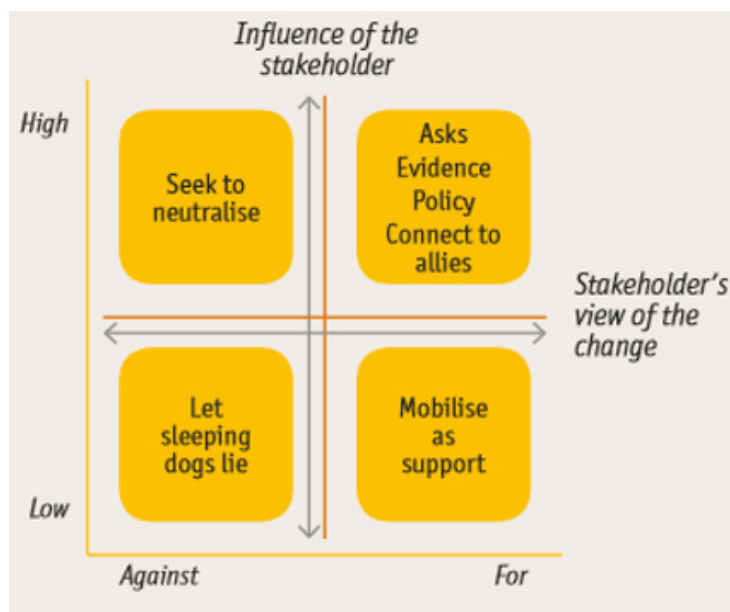 Influence of the
stakeholder
High
Seek to
neutralise
Asks
Evidence
Policy
Connect to
allies
Stakeholder's
view of the
change
Let
sleeping
dogs lie
Mobilise
as
support
Low
Against
For